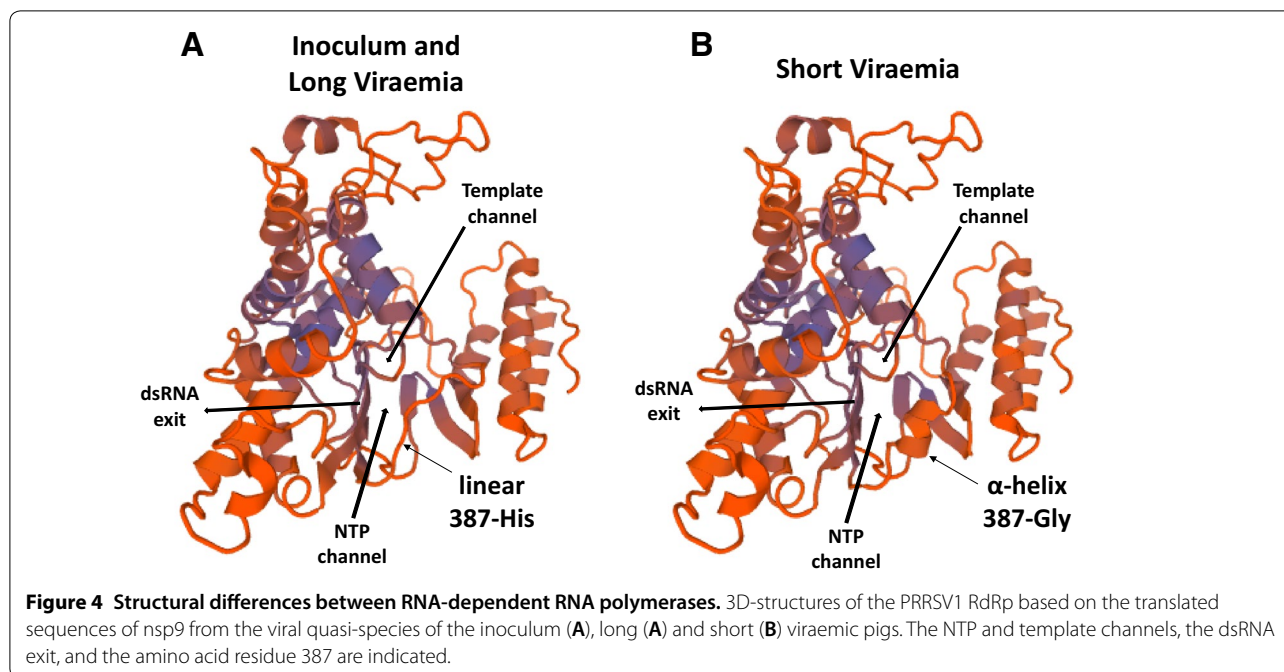 A
Inoculum and
Long Viraemia
Template
channel
dsRNA
exit
NTP
channel
linear
387-His
B
Short Viraemia
Template
channel
dsRNA
exit
NTP
channel
α-helix
387-Gly
Figure 4 Structural differences between RNA-dependent RNA polymerases. 3D-structures of the PRRSV1 RdRp based on the translated
sequences of nsp9 from the viral quasi-species of the inoculum (A), long (A) and short (B) viraemic pigs. The NTP and template channels, the dsRNA
exit, and the amino acid residue 387 are indicated.